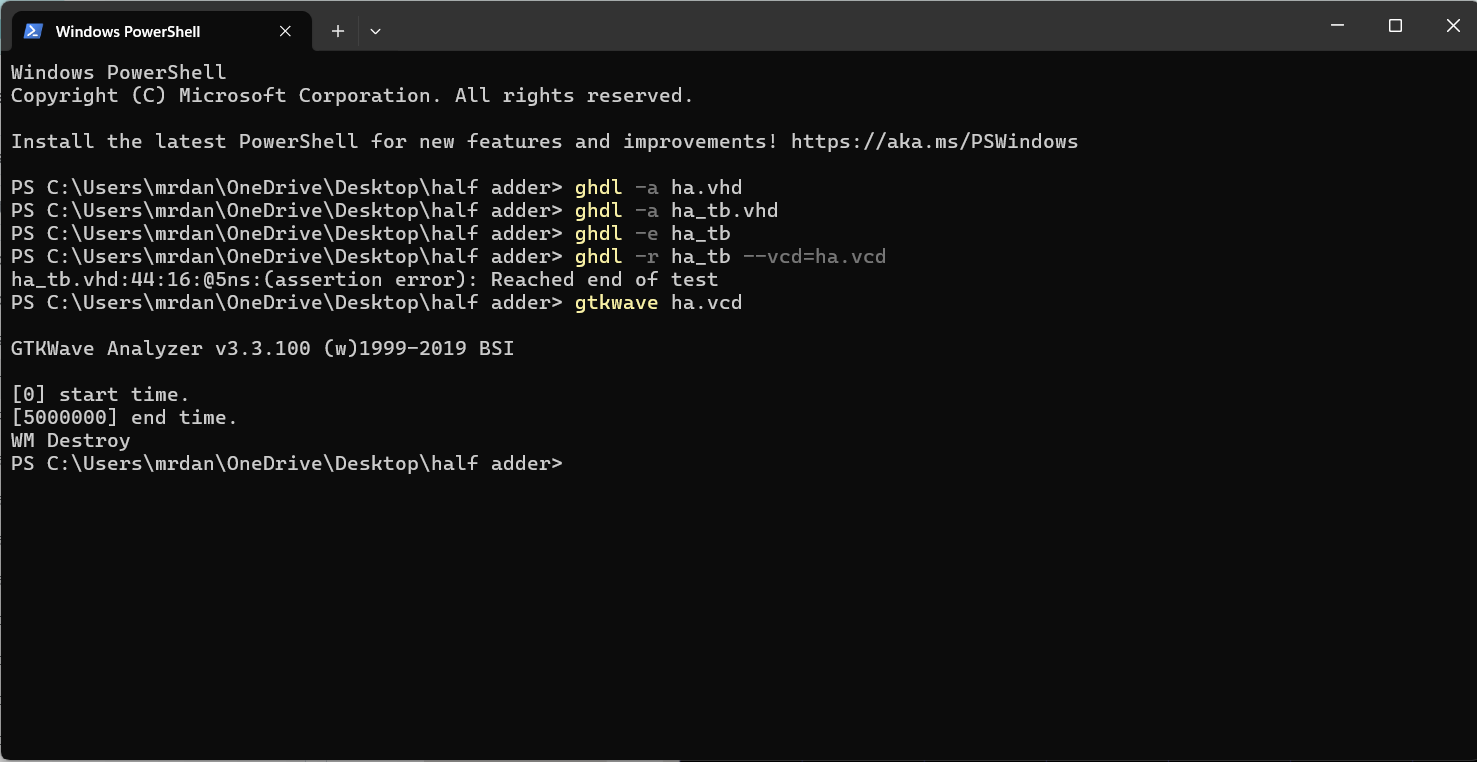 Windows PowerShell
Windows PowerShell
Copyright (C) Microsoft Corporation. All rights reserved.
Install the latest PowerShell for new features and improvements! https://aka.ms/PSWindows
PS C:\Users\mrdan\OneDrive\Desktop\half adder> ghdl -a ha.vhd
PS C:\Users\mrdan\OneDrive\Desktop\half adder> ghdl -a ha_tb.vhd
PS C:\Users\mrdan\OneDrive\Desktop\half adder> ghdl -e ha_tb
PS C:\Users\mrdan\OneDrive\Desktop\half adder> ghdl -r ha_tb --vcd=ha.vcd
ha_tb.vhd:44:16:@5ns:(assertion error): Reached end of test
PS C:\Users\mrdan\OneDrive\Desktop\half adder> gtkwave ha.vcd
GTKWave Analyzer v3.3.100 (w)1999-2019 BSI
[0] start time.
[5000000] end time.
WM Destroy
PS C:\Users\mrdan\OneDrive\Desktop\half adder>